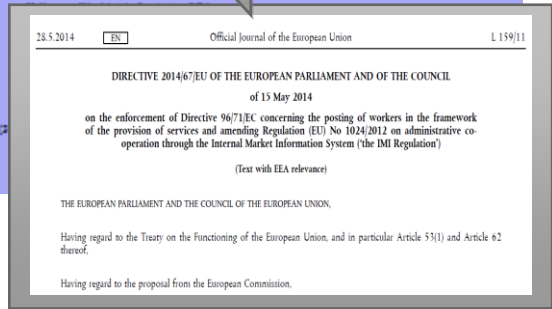 28.5.2014 EN Official Journal of the European Union L 159/11
DIRECTIVE 2014/67/EU OF THE EUROPEAN PARLIAMENT AND OF THE COUNCIL
of 15 May 2014
on the enforcement of Directive 96/71/EC concerning the posting of workers in the framework
of the provision of services and amending Regulation (EU) No 1024/2012 on administrative co-
operation through the Internal Market Information System (‘the IMI Regulation’)
(Text with EEA relevance)
THE EUROPEAN PARLIAMENT AND THE COUNCIL OF THE EUROPEAN UNION,
Having regard to the Treaty on the Functioning of the European Union, and in particular Article 53(1) and Article 62
thereof,
Having regard to the proposal from the European Commission,